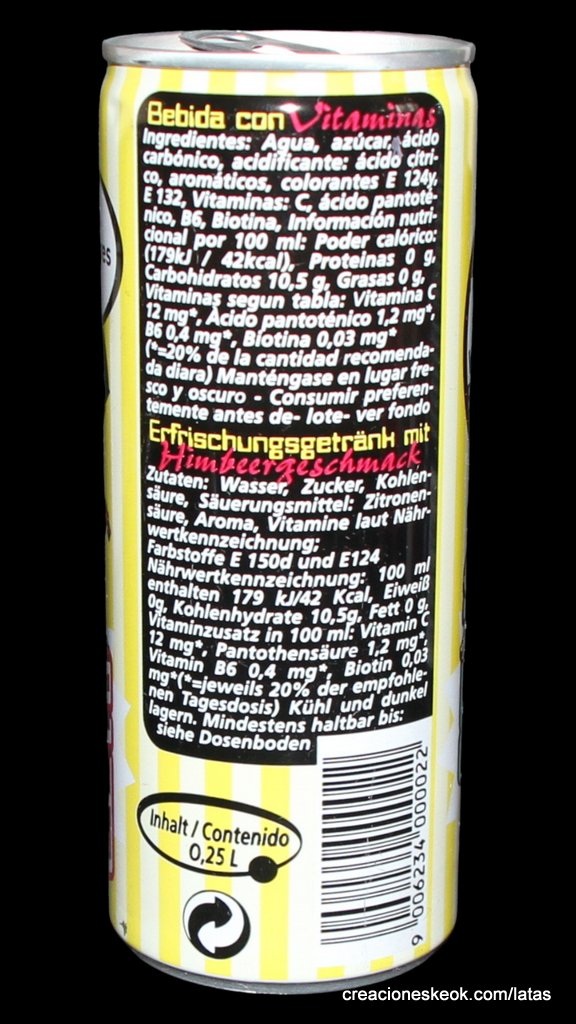 Bebida con Vitaminas
Ingredientes: Agua, azúcar, ácido
carbónico, acidificante: ácido cítri-
co, aromáticos, colorantes E 124y,
E 132, Vitaminas: C, ácido pantoté-
nico, B6, Biotina, Información nutri-
cional por 100 ml: Poder calórico:
(179kJ / 42kcal), Proteinas 0 g,
Carbohidratos 10,5 g, Grasas 0 g,
Vitaminas segun tabla: Vitamina C
12 mg*, Ácido pantoténico 1,2 mg*,
B6 0,4 mg*, Biotina 0,03 mg*
(*=20% de la cantidad recomenda-
da diara) Manténgase en lugar fre-
sco y oscuro - Consumir preferen-
temente antes de- lote- ver fondo
Erfrischungsgetränk mit
Himbeergeschmack
Zutaten: Wasser, Zucker, Kohlen-
säure, Säuerungsmittel: Zitronen-
säure, Aroma, Vitamine laut Nähr-
wertkennzeichnung;
Farbstoffe E 150d und E124
Nährwertkennzeichnung: 100 ml
enthalten 179 kJ/42 Kcal, Eiweiß
0g, Kohlenhydrate 10,5g, Fett 0 g,
Vitaminzusatz in 100 ml: Vitamin C
12 mg*, Pantothensäure 1,2 mg*,
Vitamin B6 0,4 mg*, Biotin 0,03
mg*(*=jeweils 20% der empfohle-
nen Tagesdosis) Kühl und dunkel
lagern. Mindestens haltbar bis:
siehe Dosenboden
Inhalt / Contenido
0,25 L
9 006234 000022
creacioneskeok.com/latas